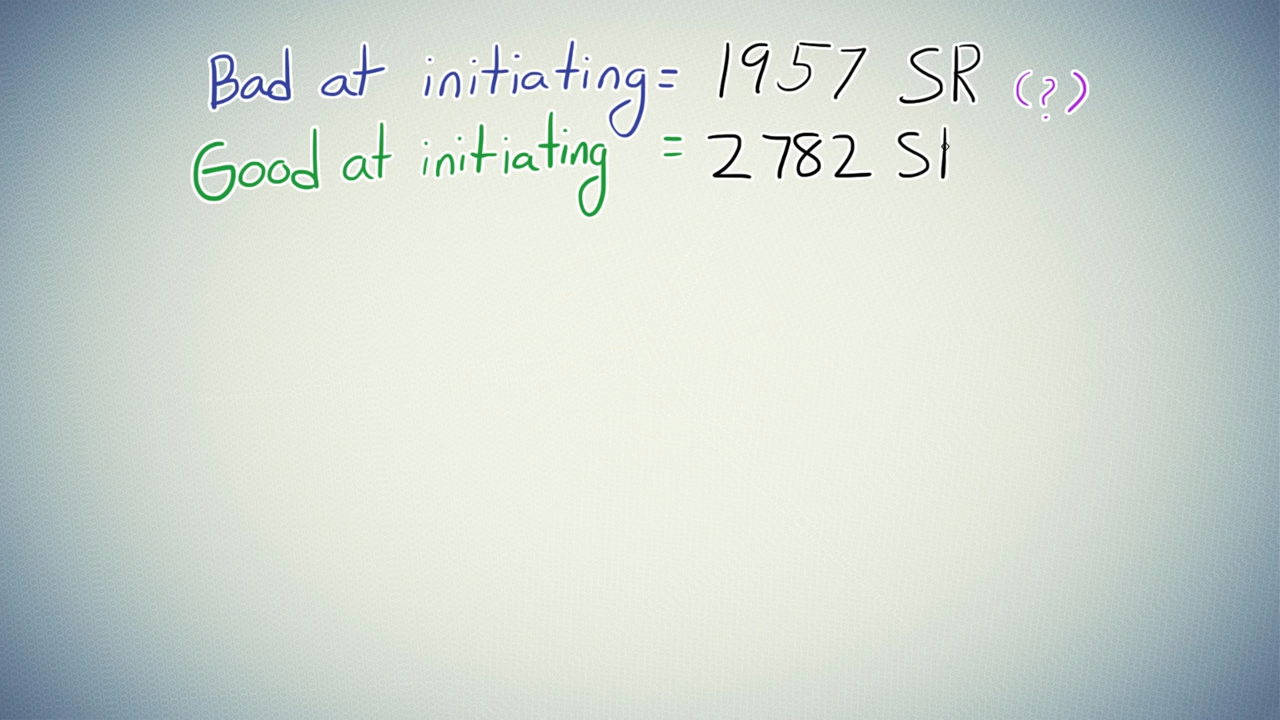 Bad at initiating = 1957 SR (?)
Good at initiating = 2782 S